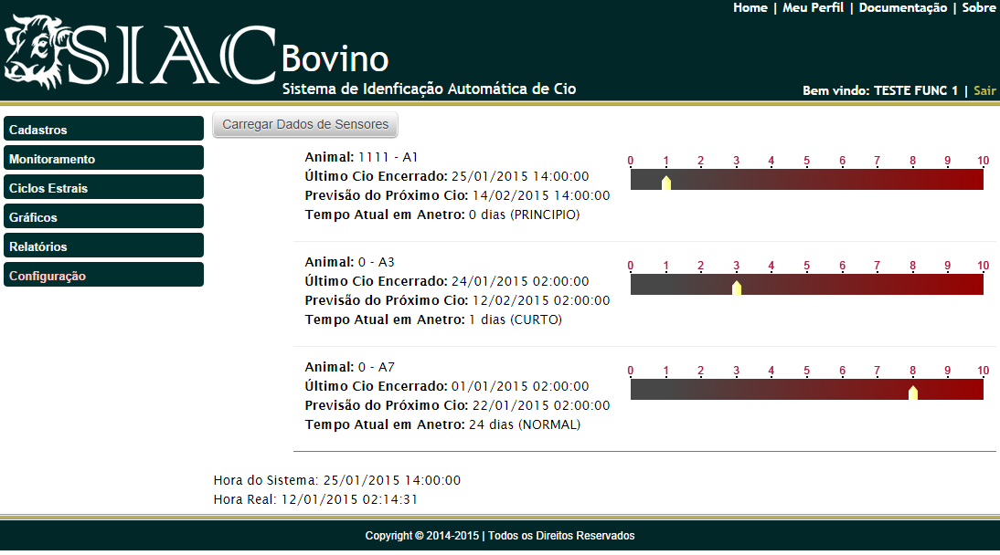 Home | Meu Perfil | Documentação | Sobre
SIAC Bovino
Sistema de Idenficação Automática de Cio
Bem vindo: TESTE FUNC 1 | Sair
Cadastros
Monitoramento
Ciclos Estrais
Gráficos
Relatórios
Configuração
Carregar Dados de Sensores
Animal: 1111 - A1
Último Cio Encerrado: 25/01/2015 14:00:00
Previsão do Próximo Cio: 14/02/2015 14:00:00
Tempo Atual em Anetro: 0 dias (PRINCIPIO)
0 1 2 3 4 5 6 7 8 9 10
Animal: 0 - A3
Último Cio Encerrado: 24/01/2015 02:00:00
Previsão do Próximo Cio: 12/02/2015 02:00:00
Tempo Atual em Anetro: 1 dias (CURTO)
0 1 2 3 4 5 6 7 8 9 10
Animal: 0 - A7
Último Cio Encerrado: 01/01/2015 02:00:00
Previsão do Próximo Cio: 22/01/2015 02:00:00
Tempo Atual em Anetro: 24 dias (NORMAL)
0 1 2 3 4 5 6 7 8 9 10
Hora do Sistema: 25/01/2015 14:00:00
Hora Real: 12/01/2015 02:14:31
Copyright © 2014-2015 | Todos os Direitos Reservados